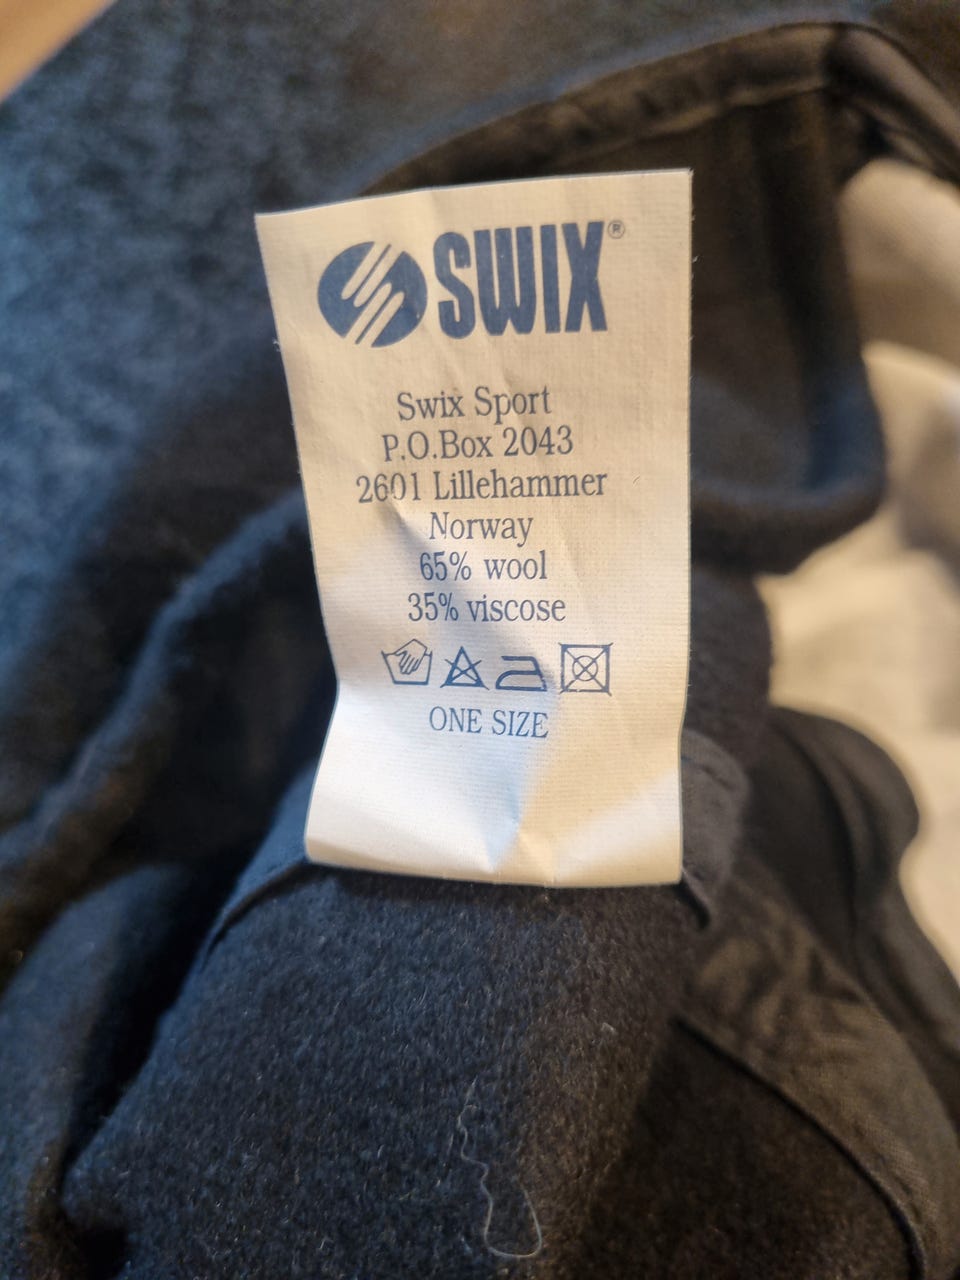 SWIX®
Swix Sport
P.O.Box 2043
2601 Lillehammer
Norway
65% wool
35% viscose
ONE SIZE